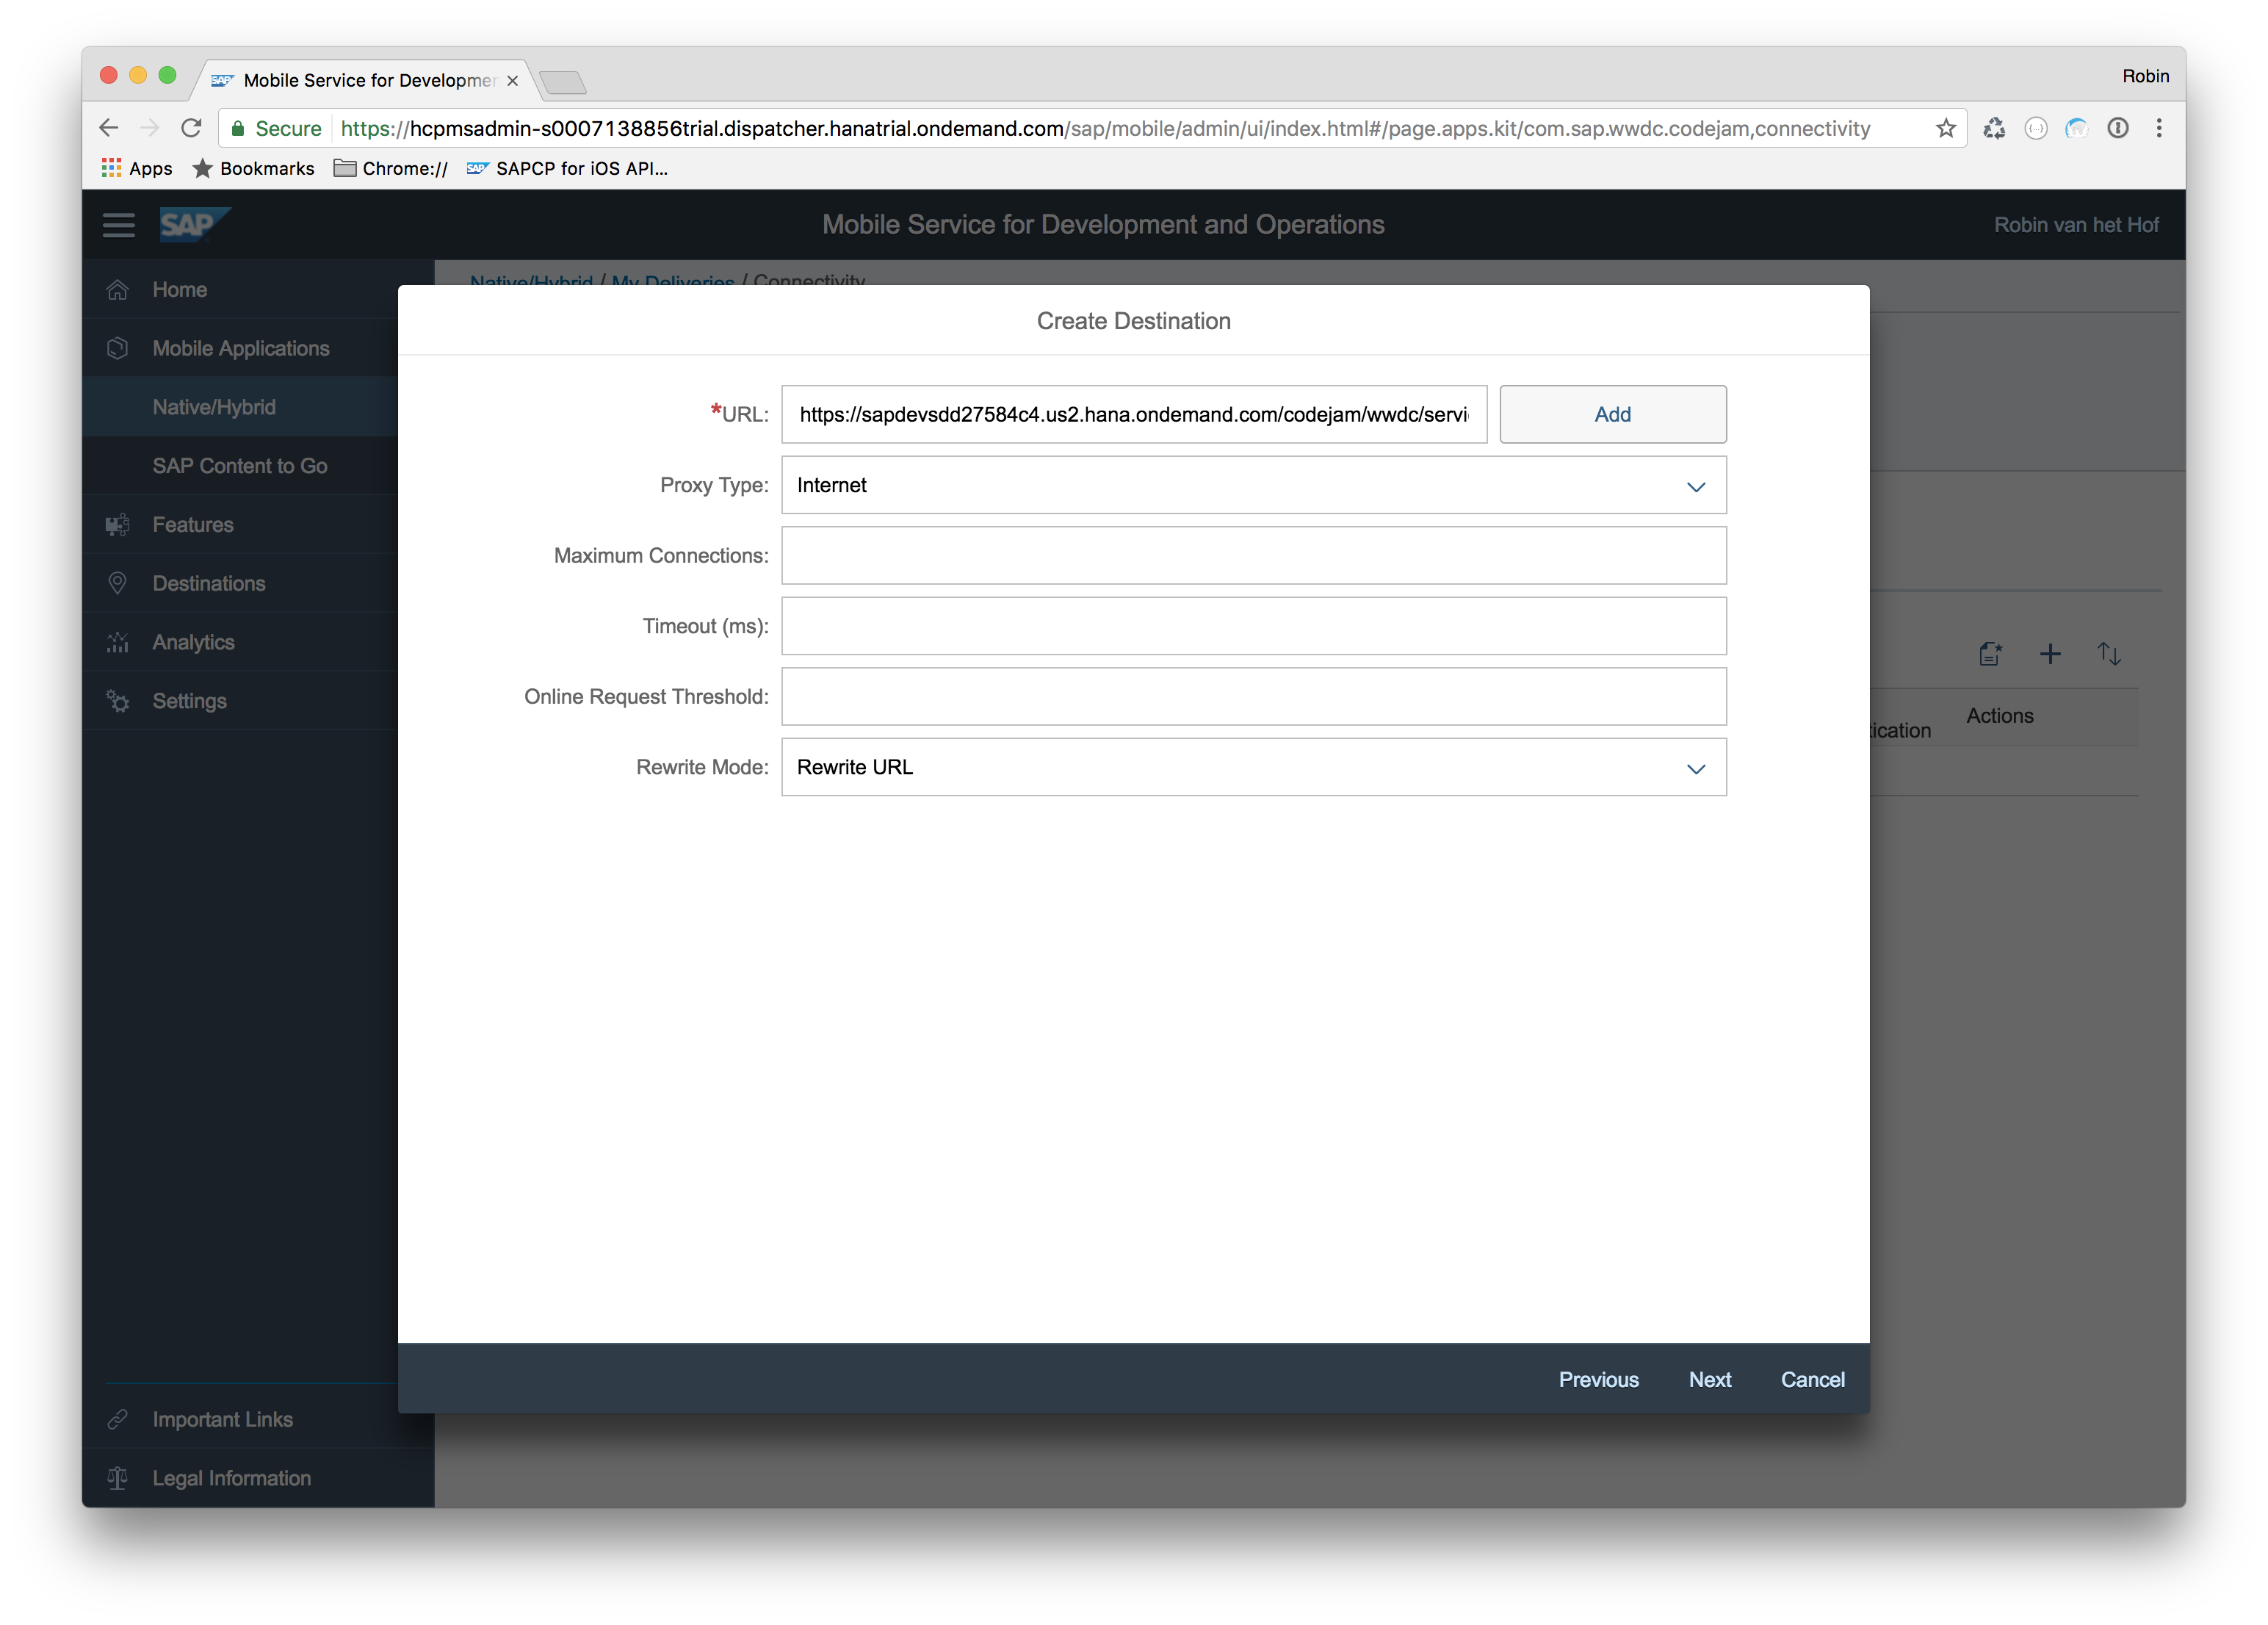 Mobile Service for Developmen
Robin
Secure https://hcpmsadmin-s0007138856trial.dispatcher.hanatrial.ondemand.com/sap/mobile/admin/ui/index.html#/page.apps.kit/com.sap.wwdc.codejam,connectivity
Apps Bookmarks Chrome:// SAP SAPCP for iOS API...
SAP Mobile Service for Development and Operations Robin van het Hof
Native/Hybrid / My Deliveries / Connectivity
Home
Mobile Applications
Native/Hybrid
SAP Content to Go
Features
Destinations
Analytics
Settings
Important Links
Legal Information
Create Destination
*URL: https://sapdevsdd27584c4.us2.hana.ondemand.com/codejam/wwdc/servi Add
Proxy Type: Internet
Maximum Connections:
Timeout (ms):
Online Request Threshold:
Rewrite Mode: Rewrite URL
tication Actions
Previous Next Cancel